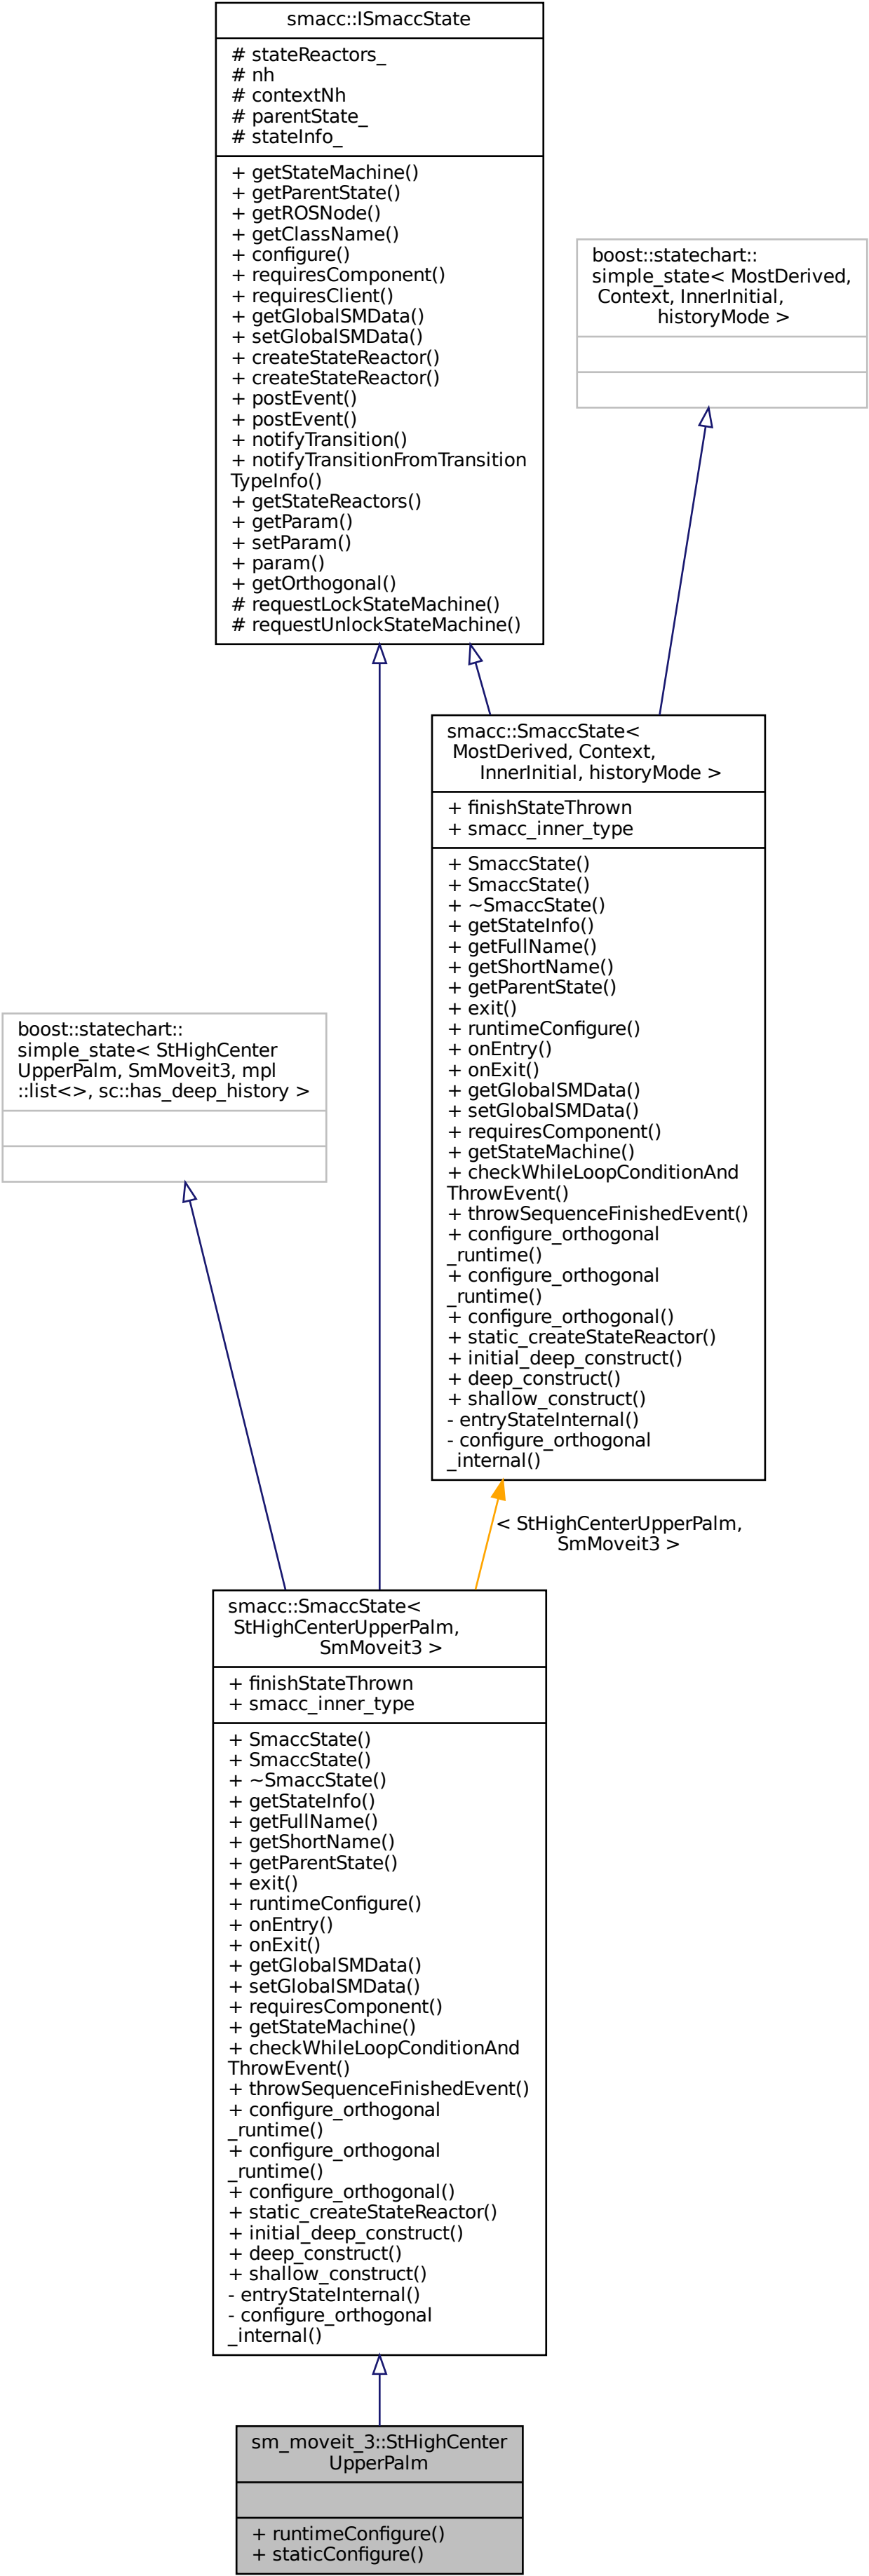 smacc::ISmaccState
# stateReactors_
# nh
# contextNh
# parentState_
# stateInfo_
+ getStateMachine()
+ getParentState()
+ getROSNode()
+ getClassName()
+ configure()
+ requiresComponent()
+ requiresClient()
+ getGlobalSMData()
+ setGlobalSMData()
+ createStateReactor()
+ createStateReactor()
+ postEvent()
+ postEvent()
+ notifyTransition()
+ notifyTransitionFromTransition
TypeInfo()
+ getStateReactors()
+ getParam()
+ setParam()
+ param()
+ getOrthogonal()
# requestLockStateMachine()
# requestUnlockStateMachine()
boost::statechart::
simple_state< MostDerived,
Context, InnerInitial,
historyMode >
smacc::SmaccState<
MostDerived, Context,
InnerInitial, historyMode >
+ finishStateThrown
+ smacc_inner_type
+ SmaccState()
+ SmaccState()
+ ~SmaccState()
+ getStateInfo()
+ getFullName()
+ getShortName()
+ getParentState()
+ exit()
+ runtimeConfigure()
+ onEntry()
+ onExit()
+ getGlobalSMData()
+ setGlobalSMData()
+ requiresComponent()
+ getStateMachine()
+ checkWhileLoopConditionAnd
ThrowEvent()
+ throwSequenceFinishedEvent()
+ configure_orthogonal
_runtime()
+ configure_orthogonal
_runtime()
+ configure_orthogonal()
+ static_createStateReactor()
+ initial_deep_construct()
+ deep_construct()
+ shallow_construct()
- entryStateInternal()
- configure_orthogonal
_internal()
boost::statechart::
simple_state< StHighCenter
UpperPalm, SmMoveit3, mpl
::list<>, sc::has_deep_history >
< StHighCenterUpperPalm,
SmMoveit3 >
smacc::SmaccState<
StHighCenterUpperPalm,
SmMoveit3 >
+ finishStateThrown
+ smacc_inner_type
+ SmaccState()
+ SmaccState()
+ ~SmaccState()
+ getStateInfo()
+ getFullName()
+ getShortName()
+ getParentState()
+ exit()
+ runtimeConfigure()
+ onEntry()
+ onExit()
+ getGlobalSMData()
+ setGlobalSMData()
+ requiresComponent()
+ getStateMachine()
+ checkWhileLoopConditionAnd
ThrowEvent()
+ throwSequenceFinishedEvent()
+ configure_orthogonal
_runtime()
+ configure_orthogonal
_runtime()
+ configure_orthogonal()
+ static_createStateReactor()
+ initial_deep_construct()
+ deep_construct()
+ shallow_construct()
- entryStateInternal()
- configure_orthogonal
_internal()
sm_moveit_3::StHighCenter
UpperPalm
+ runtimeConfigure()
+ staticConfigure()